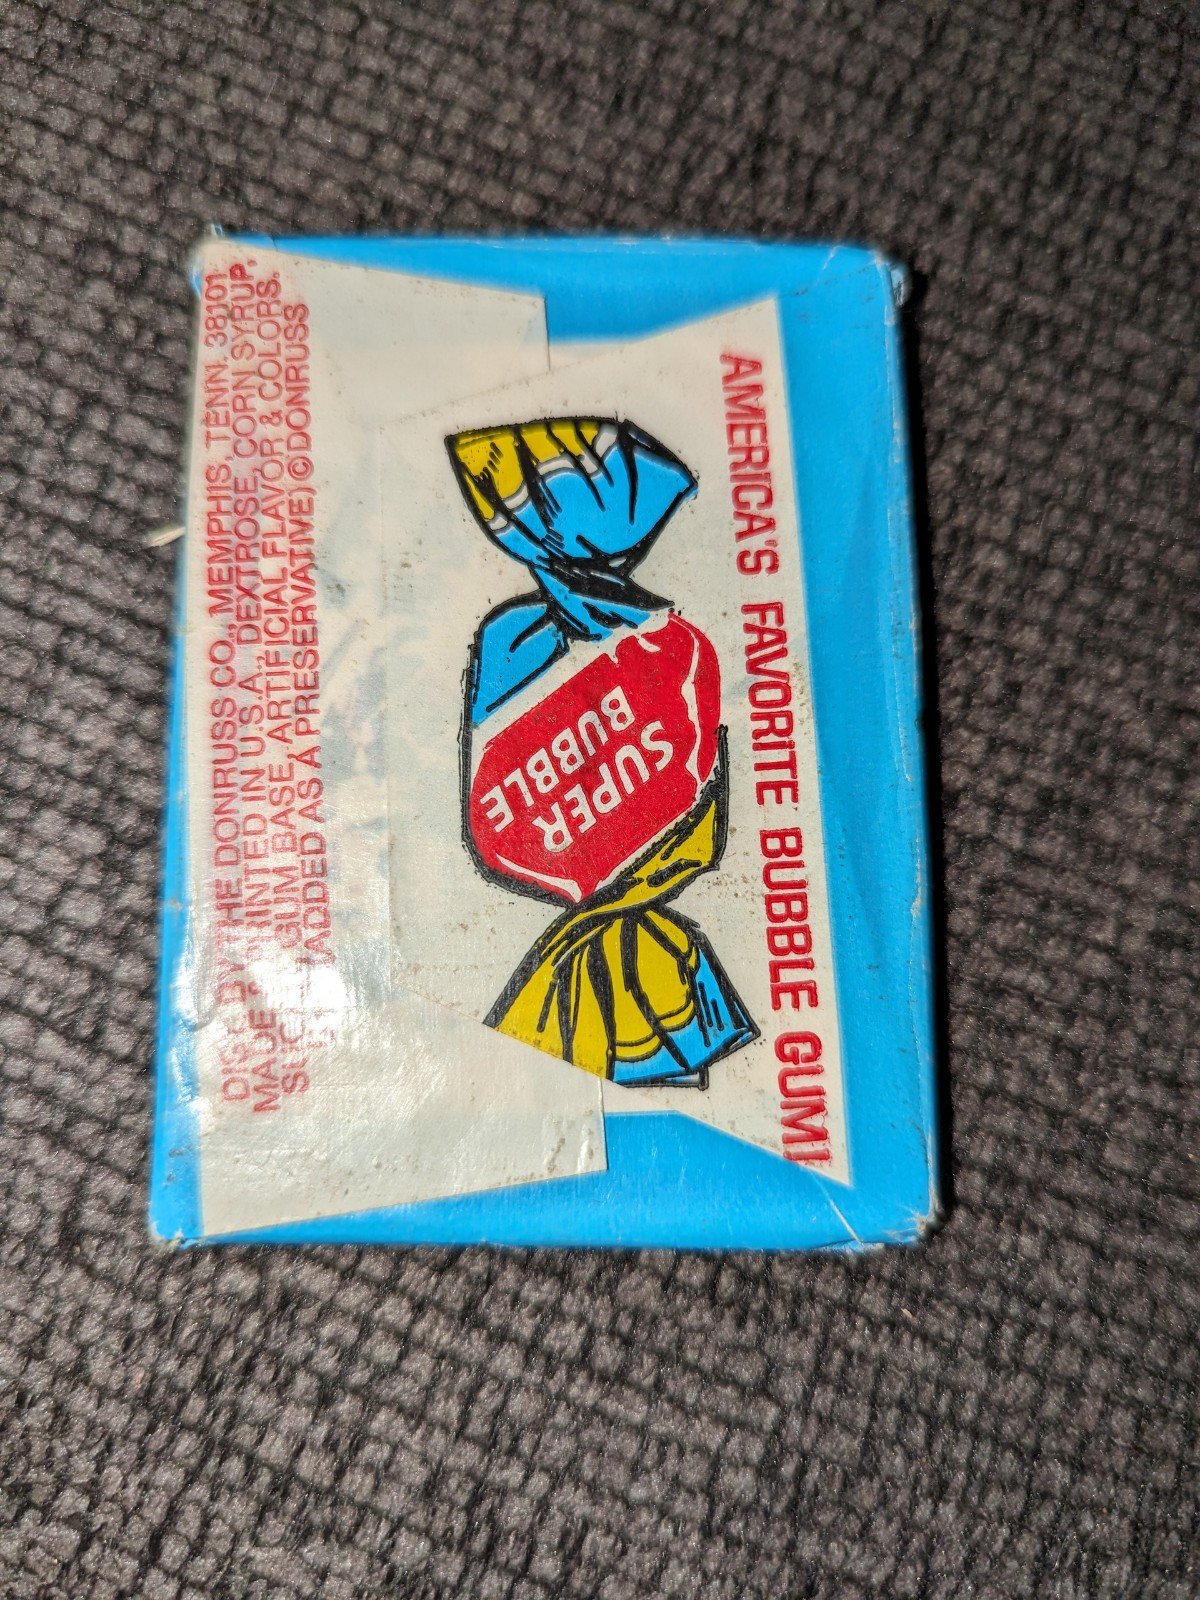 AMERICA'S FAVORITE BUBBLE GUM!
SUPER
BUBBLE
BY THE DONRUSS CO., MEMPHIS, TENN. 38101
MADE & PRINTED IN U.S.A., DEXTROSE, CORN SYRUP,
GUM BASE, ARTIFICIAL FLAVOR & COLORS.
ADDED AS A PRESERVATIVE) © DONRUSS